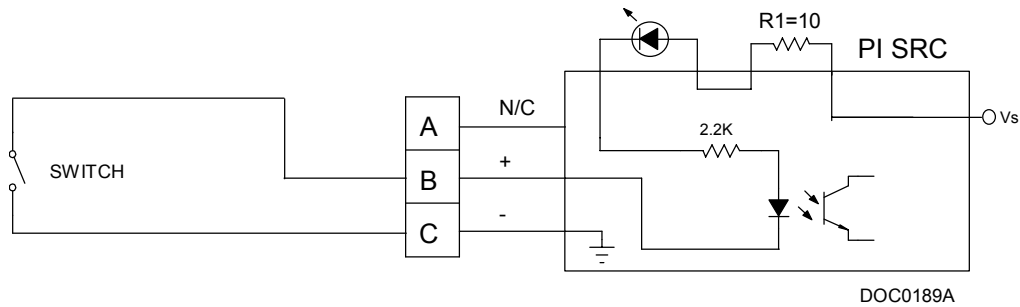 R1=10
PI SRC
N/C
A
Vs
2.2K
+
SWITCH
B
-
C
DOC0189A